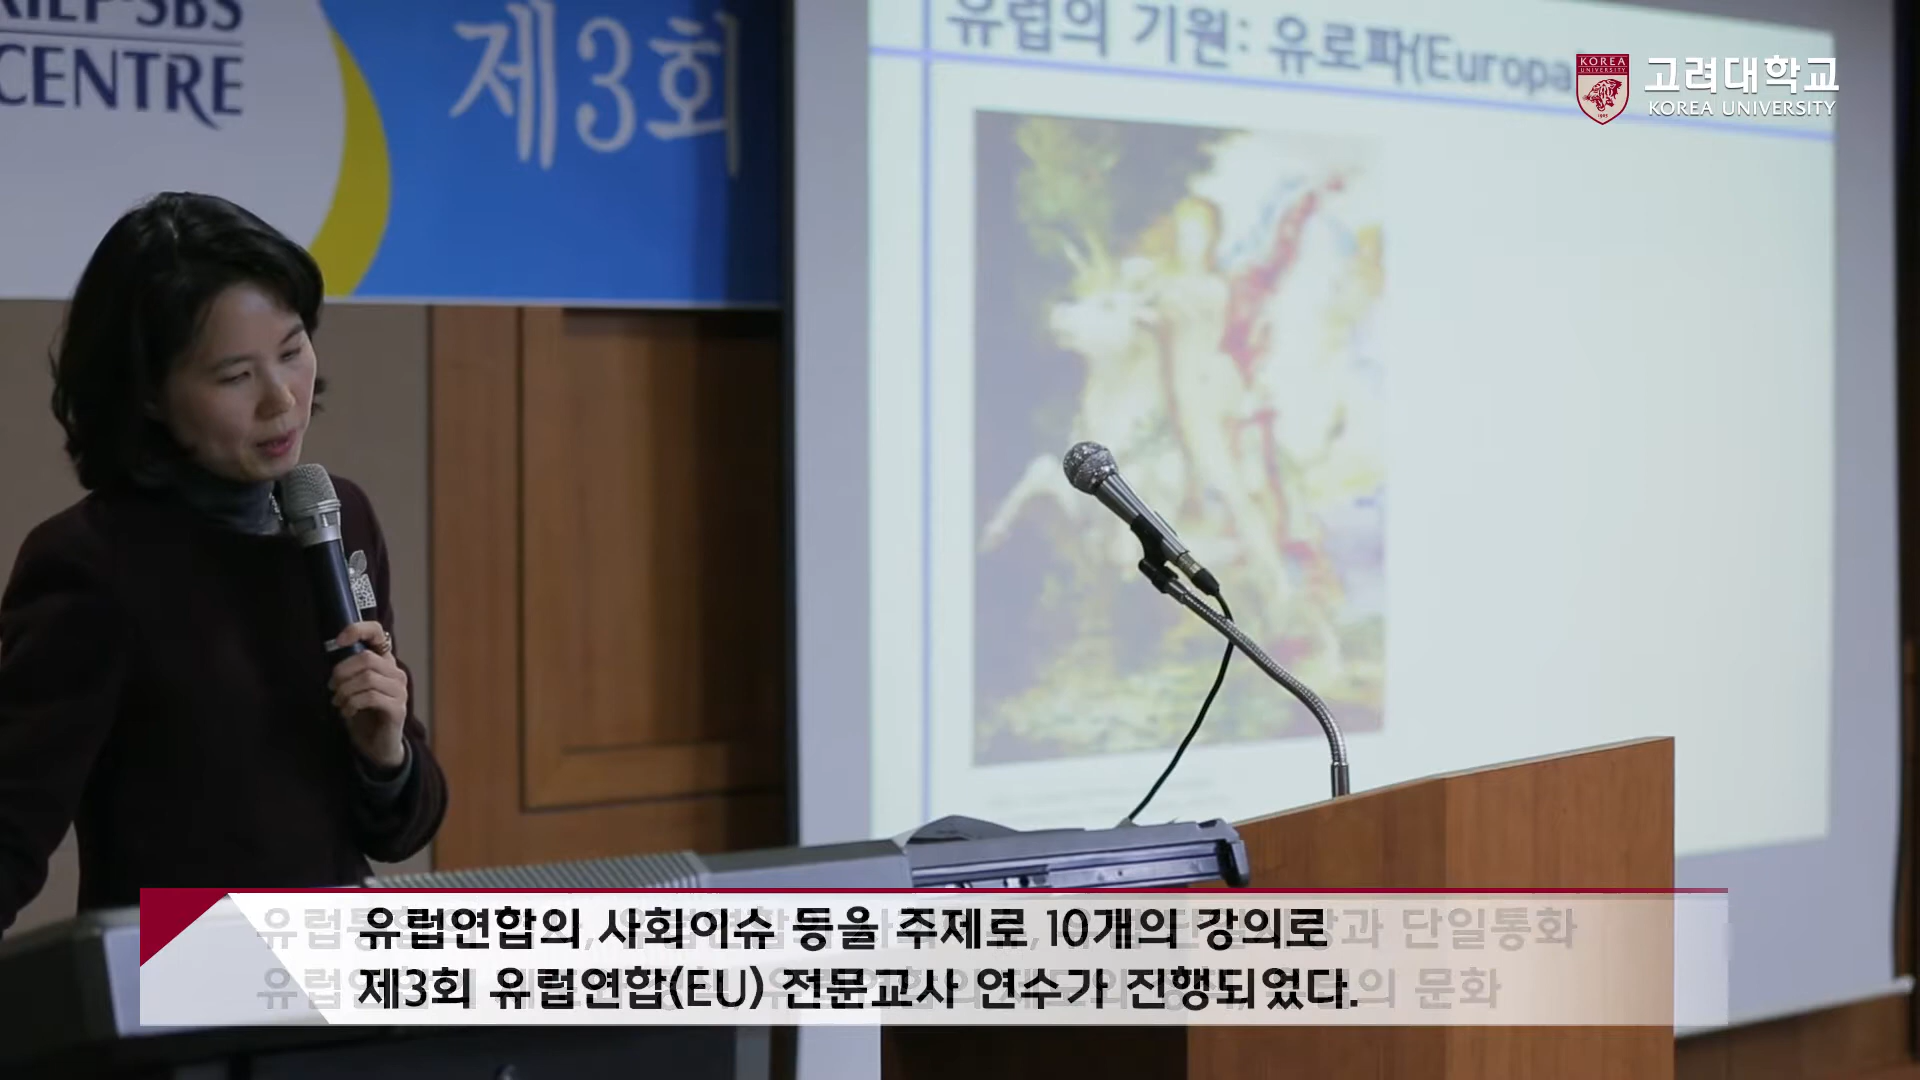 CENTRE
제3회
유럽의 기원: 유로파(Europa
KOREA UNIVERSITY
1905
고려대학교
KOREA UNIVERSITY
유럽연합의 사회이슈 등을 주제로 10개의 강의로
제3회 유럽연합(EU) 전문교사 연수가 진행되었다.